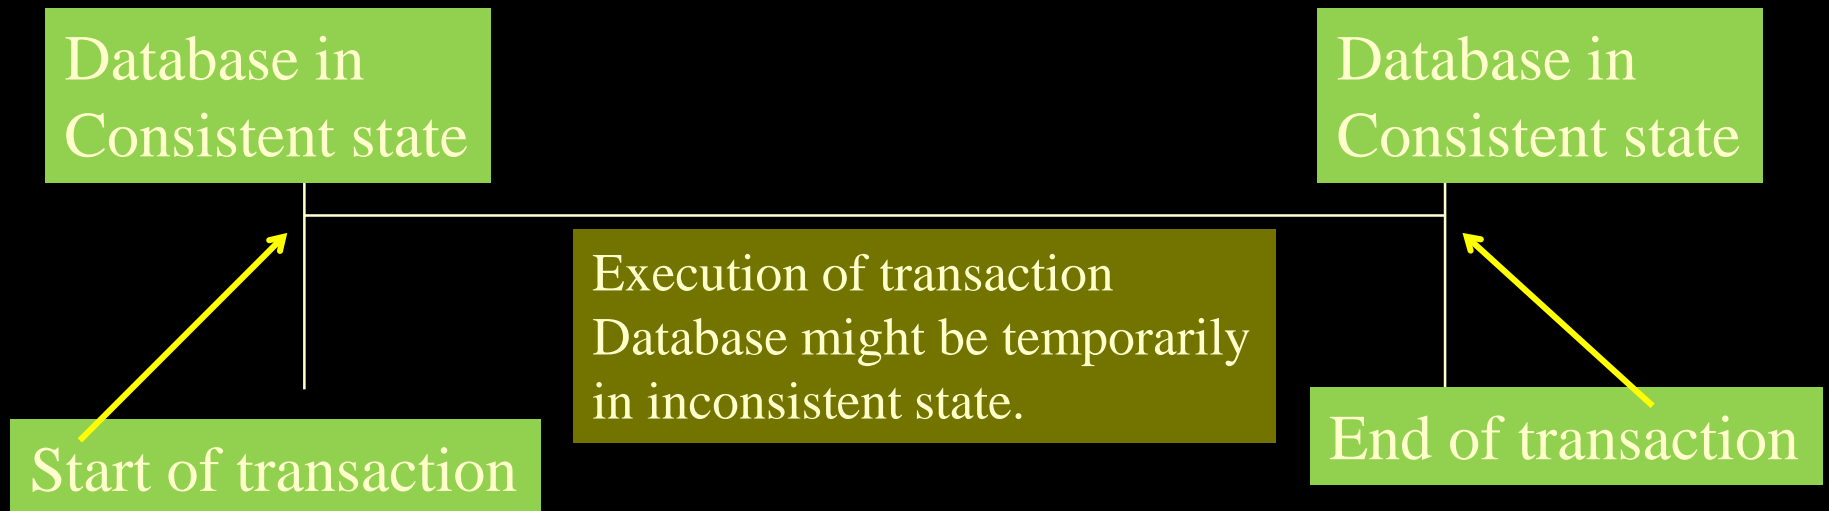 Database in
Consistent state
Database in
Consistent state
Execution of transaction
Database might be temporarily
in inconsistent state.
Start of transaction
End of transaction